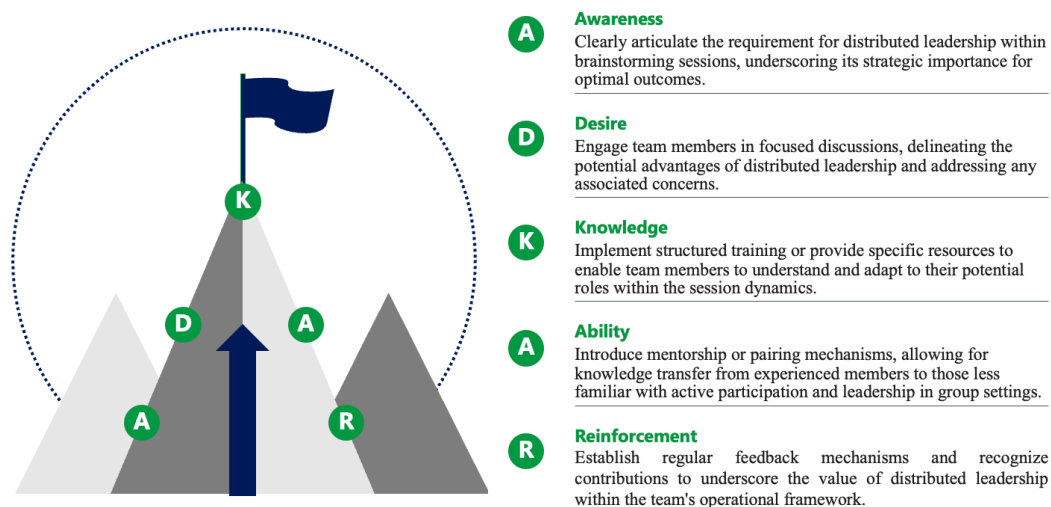 K
D
A
A
R
A
Awareness
Clearly articulate the requirement for distributed leadership within
brainstorming sessions, underscoring its strategic importance for
optimal outcomes.
D
Desire
Engage team members in focused discussions, delineating the
potential advantages of distributed leadership and addressing any
associated concerns.
K
Knowledge
Implement structured training or provide specific resources to
enable team members to understand and adapt to their potential
roles within the session dynamics.
A
Ability
Introduce mentorship or pairing mechanisms, allowing for
knowledge transfer from experienced members to those less
familiar with active participation and leadership in group settings.
R
Reinforcement
Establish regular feedback mechanisms and recognize
contributions to underscore the value of distributed leadership
within the team's operational framework.